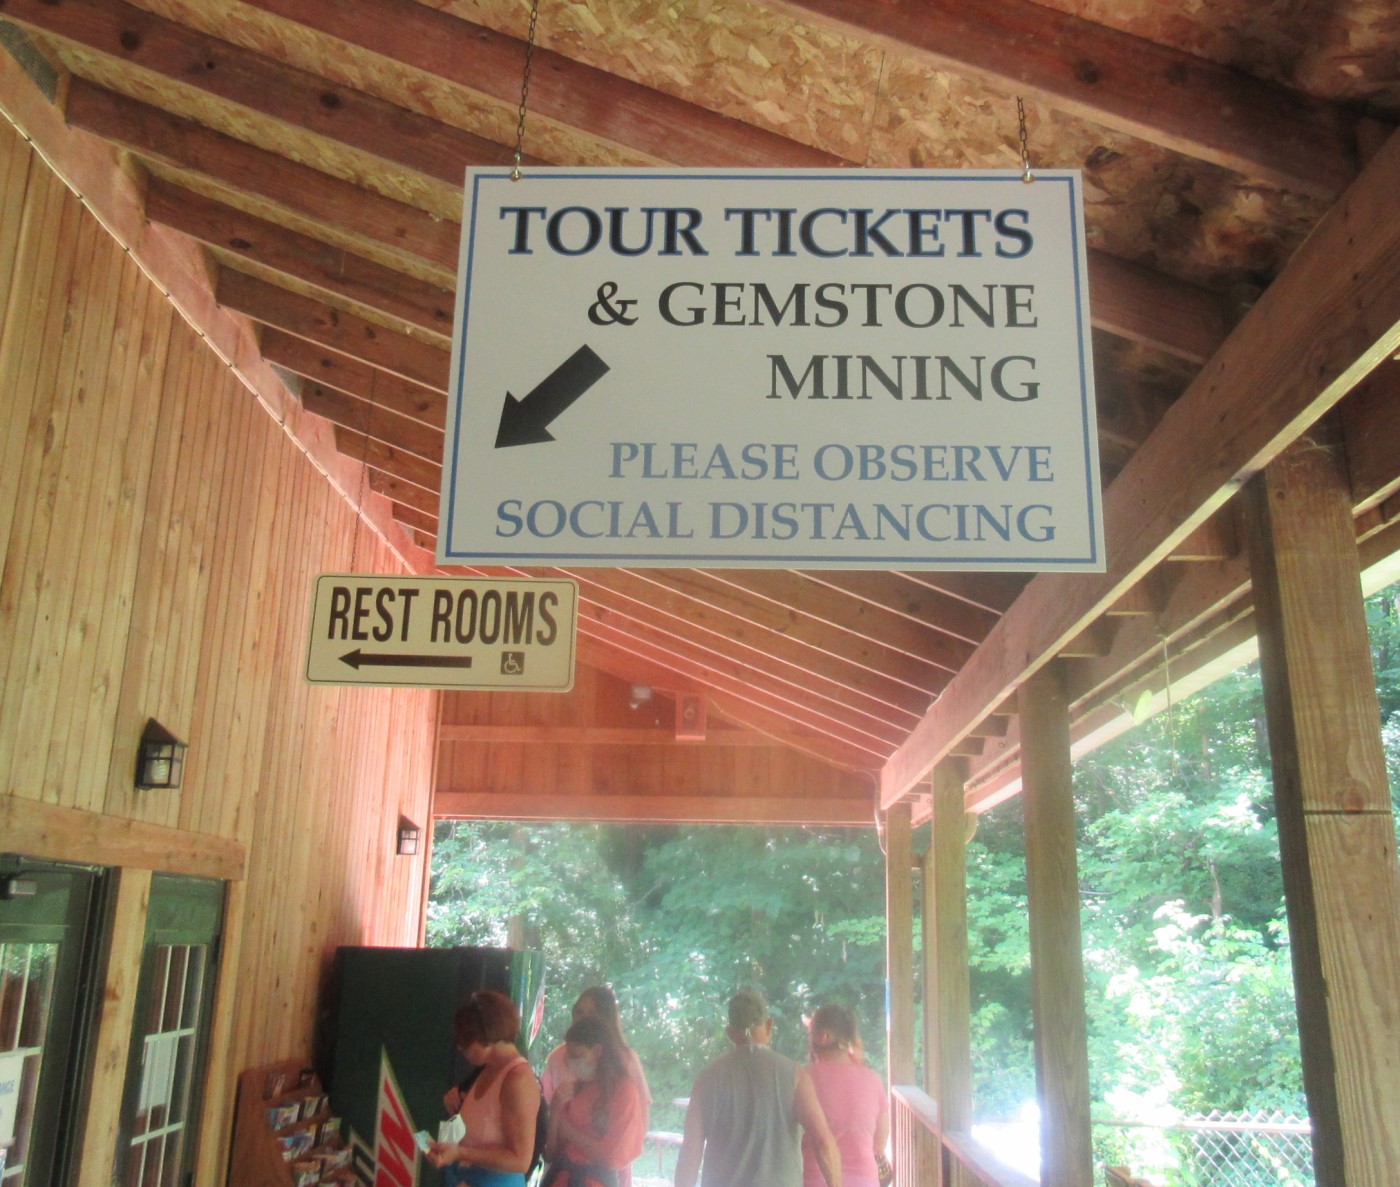 TOUR TICKETS
& GEMSTONE
MINING
PLEASE OBSERVE
SOCIAL DISTANCING
REST ROOMS